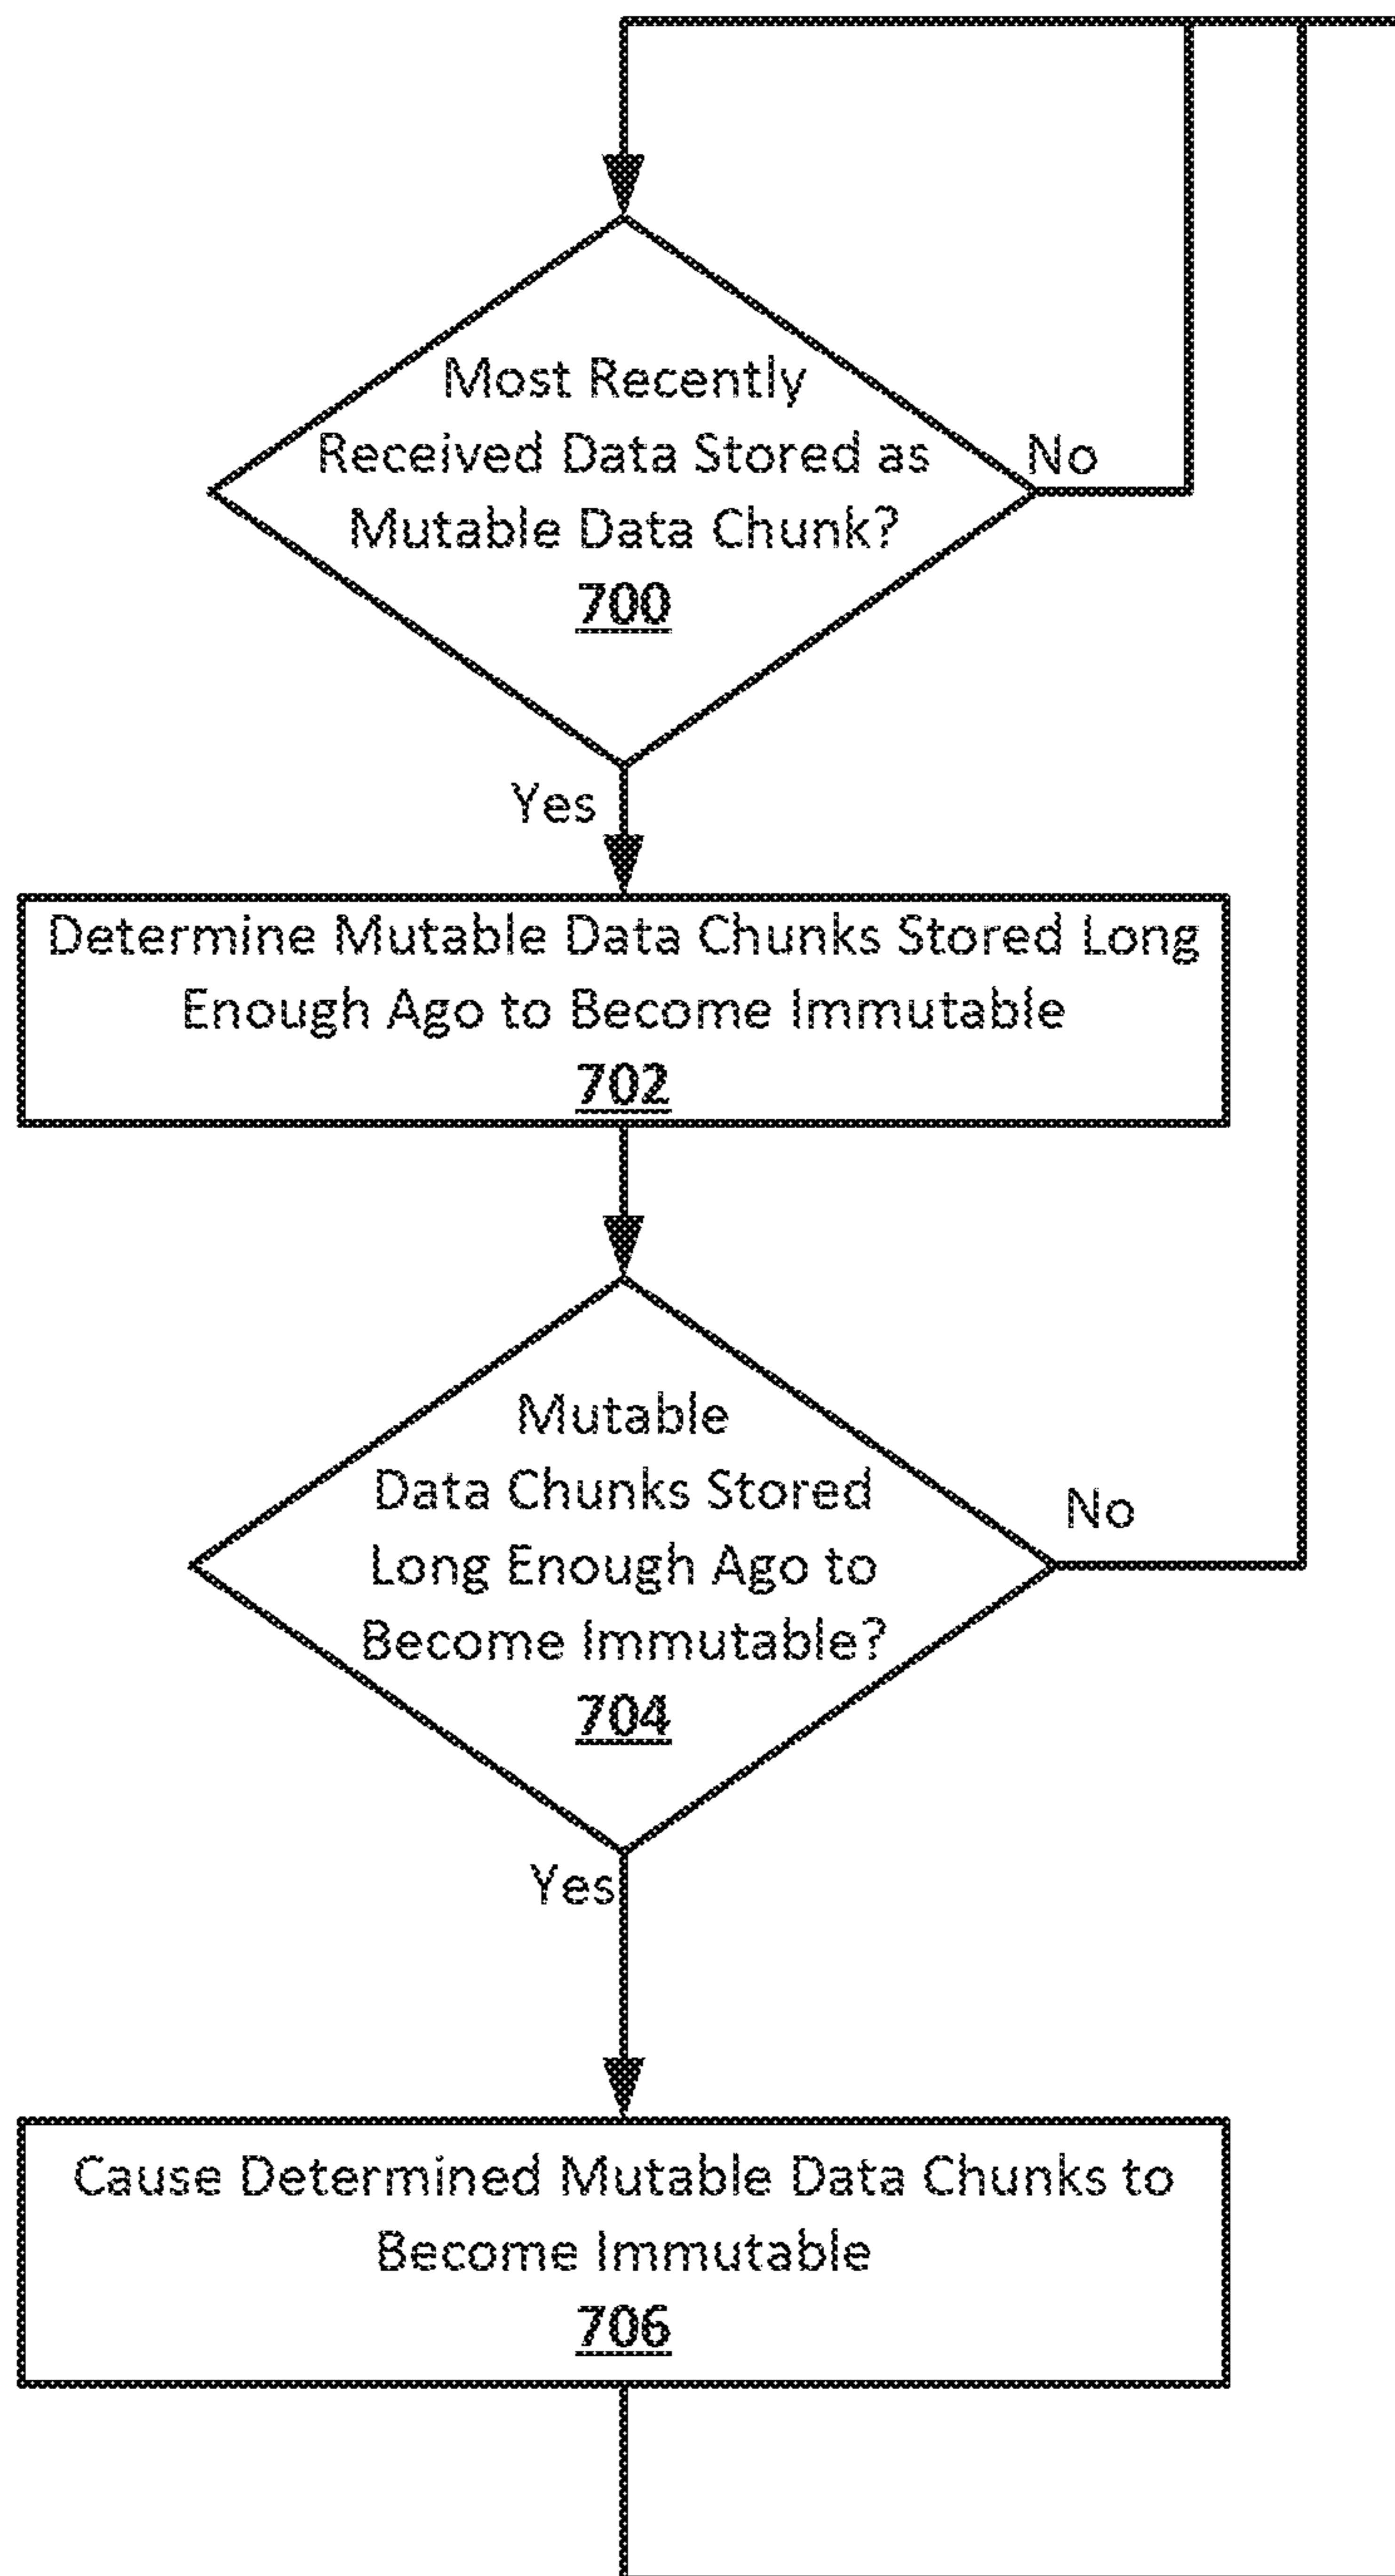 Most Recently
Received Data Stored as
Mutable Data Chunk?
700
No
Yes
Determine Mutable Data Chunks Stored Long
Enough Ago to Become Immutable
702
Mutable
Data Chunks Stored
Long Enough Ago to
Become Immutable?
704
No
Yes
Cause Determined Mutable Data Chunks to
Become Immutable
706